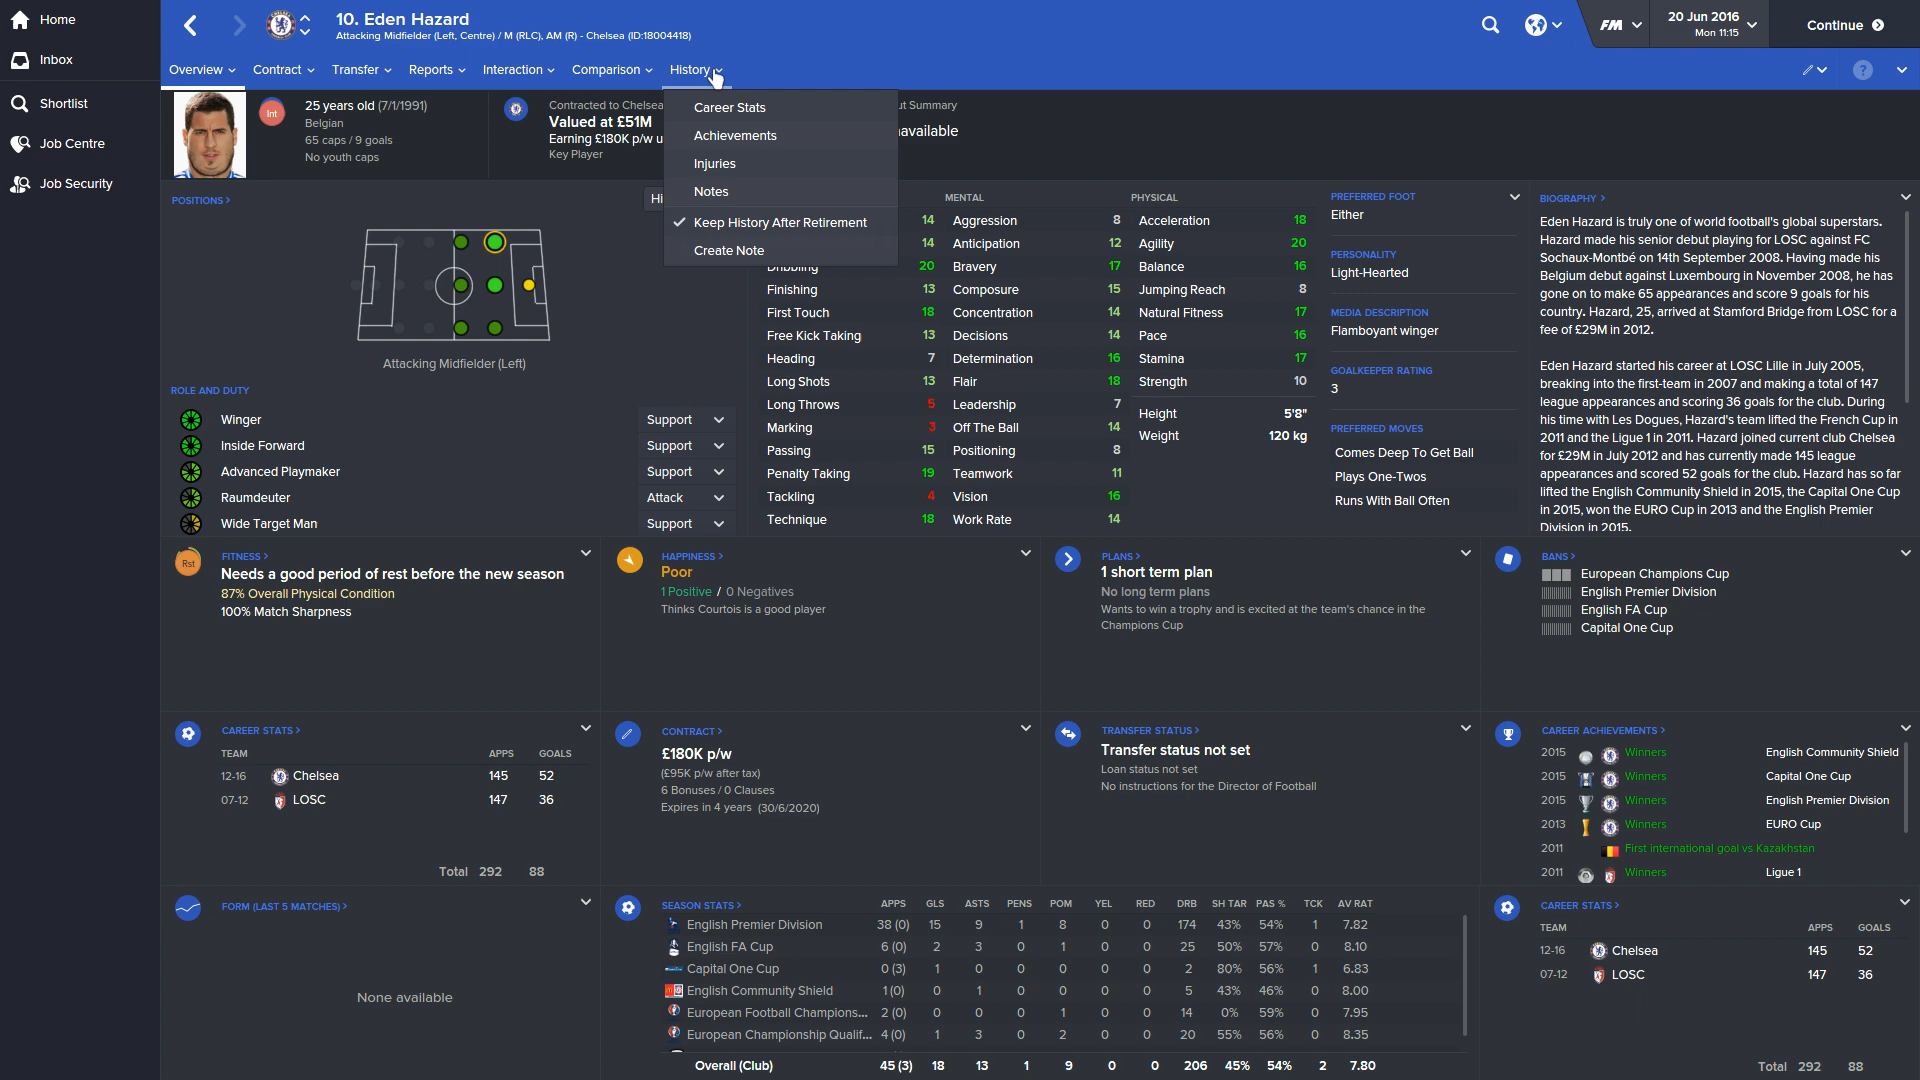 Home
Inbox
Shortlist
Job Centre
Job Security
10. Eden Hazard
Attacking Midfielder (Left, Centre) / M (RLC), AM (R) - Chelsea (ID:18004418)
FM
20 Jun 2016
Mon 11:15
Continue
Overview
Contract
Transfer
Reports
Interaction
Comparison
History
?
Career Stats
Achievements
Injuries
Notes
Keep History After Retirement
Create Note
Int
25 years old (7/1/1991)
Belgian
65 caps / 9 goals
No youth caps
Contracted to Chelsea
Valued at £51M
Earning £180K p/w u
Key Player
ut Summary
available
POSITIONS >
Attacking Midfielder (Left)
ROLE AND DUTY
Winger Support
Inside Forward Support
Advanced Playmaker Support
Raumdeuter Attack
Wide Target Man Support
Hi
14
14
Dribbling 20
Finishing 13
First Touch 18
Free Kick Taking 13
Heading 7
Long Shots 13
Long Throws 5
Marking 3
Passing 15
Penalty Taking 19
Tackling 4
Technique 18
MENTAL
Aggression 8
Anticipation 12
Bravery 17
Composure 15
Concentration 14
Decisions 14
Determination 16
Flair 18
Leadership 7
Off The Ball 14
Positioning 8
Teamwork 11
Vision 16
Work Rate 14
PHYSICAL
Acceleration 18
Agility 20
Balance 16
Jumping Reach 8
Natural Fitness 17
Pace 16
Stamina 17
Strength 10
Height 5'8"
Weight 120 kg
PREFERRED FOOT
Either
PERSONALITY
Light-Hearted
MEDIA DESCRIPTION
Flamboyant winger
GOALKEEPER RATING
3
PREFERRED MOVES
Comes Deep To Get Ball
Plays One-Twos
Runs With Ball Often
BIOGRAPHY >
Eden Hazard is truly one of world football's global superstars.
Hazard made his senior debut playing for LOSC against FC
Sochaux-Montbé on 14th September 2008. Having made his
Belgium debut against Luxembourg in November 2008, he has
gone on to make 65 appearances and score 9 goals for his
country. Hazard, 25, arrived at Stamford Bridge from LOSC for a
fee of £29M in 2012.
Eden Hazard started his career at LOSC Lille in July 2005,
breaking into the first-team in 2007 and making a total of 147
league appearances and scoring 36 goals for the club. During
his time with Les Dogues, Hazard's team lifted the French Cup in
2011 and the Ligue 1 in 2011. Hazard joined current club Chelsea
for £29M in July 2012 and has currently made 145 league
appearances and scored 52 goals for the club. Hazard has so far
lifted the English Community Shield in 2015, the Capital One Cup
in 2015, won the EURO Cup in 2013 and the English Premier
Division in 2015.
Rst
FITNESS >
Needs a good period of rest before the new season
87% Overall Physical Condition
100% Match Sharpness
HAPPINESS >
Poor
1 Positive / 0 Negatives
Thinks Courtois is a good player
PLANS >
1 short term plan
No long term plans
Wants to win a trophy and is excited at the team's chance in the
Champions Cup
BANS >
European Champions Cup
English Premier Division
English FA Cup
Capital One Cup
CAREER STATS >
TEAM APPS GOALS
12-16 Chelsea 145 52
07-12 LOSC 147 36
Total 292 88
CONTRACT >
£180K p/w
(£95K p/w after tax)
6 Bonuses / 0 Clauses
Expires in 4 years (30/6/2020)
TRANSFER STATUS >
Transfer status not set
Loan status not set
No instructions for the Director of Football
CAREER ACHIEVEMENTS >
2015 Winners English Community Shield
2015 Winners Capital One Cup
2015 Winners English Premier Division
2013 Winners EURO Cup
2011 First international goal vs Kazakhstan
2011 Winners Ligue 1
FORM (LAST 5 MATCHES) >
None available
SEASON STATS > APPS GLS ASTS PENS POM YEL RED DRB SH TAR PAS % TCK AV RAT
English Premier Division 38 (0) 15 9 1 8 0 0 174 43% 54% 1 7.82
English FA Cup 6 (0) 2 3 0 1 0 0 25 50% 57% 0 8.10
Capital One Cup 0 (3) 1 0 0 0 0 0 2 80% 56% 1 6.83
English Community Shield 1 (0) 0 1 0 0 0 0 5 43% 46% 0 8.00
European Football Champions... 2 (0) 0 0 0 1 0 0 14 0% 59% 0 7.95
European Championship Qualif... 4 (0) 1 3 0 2 0 0 20 55% 56% 0 8.35
Overall (Club) 45 (3) 18 13 1 9 0 0 206 45% 54% 2 7.80
CAREER STATS >
TEAM APPS GOALS
12-16 Chelsea 145 52
07-12 LOSC 147 36
Total 292 88